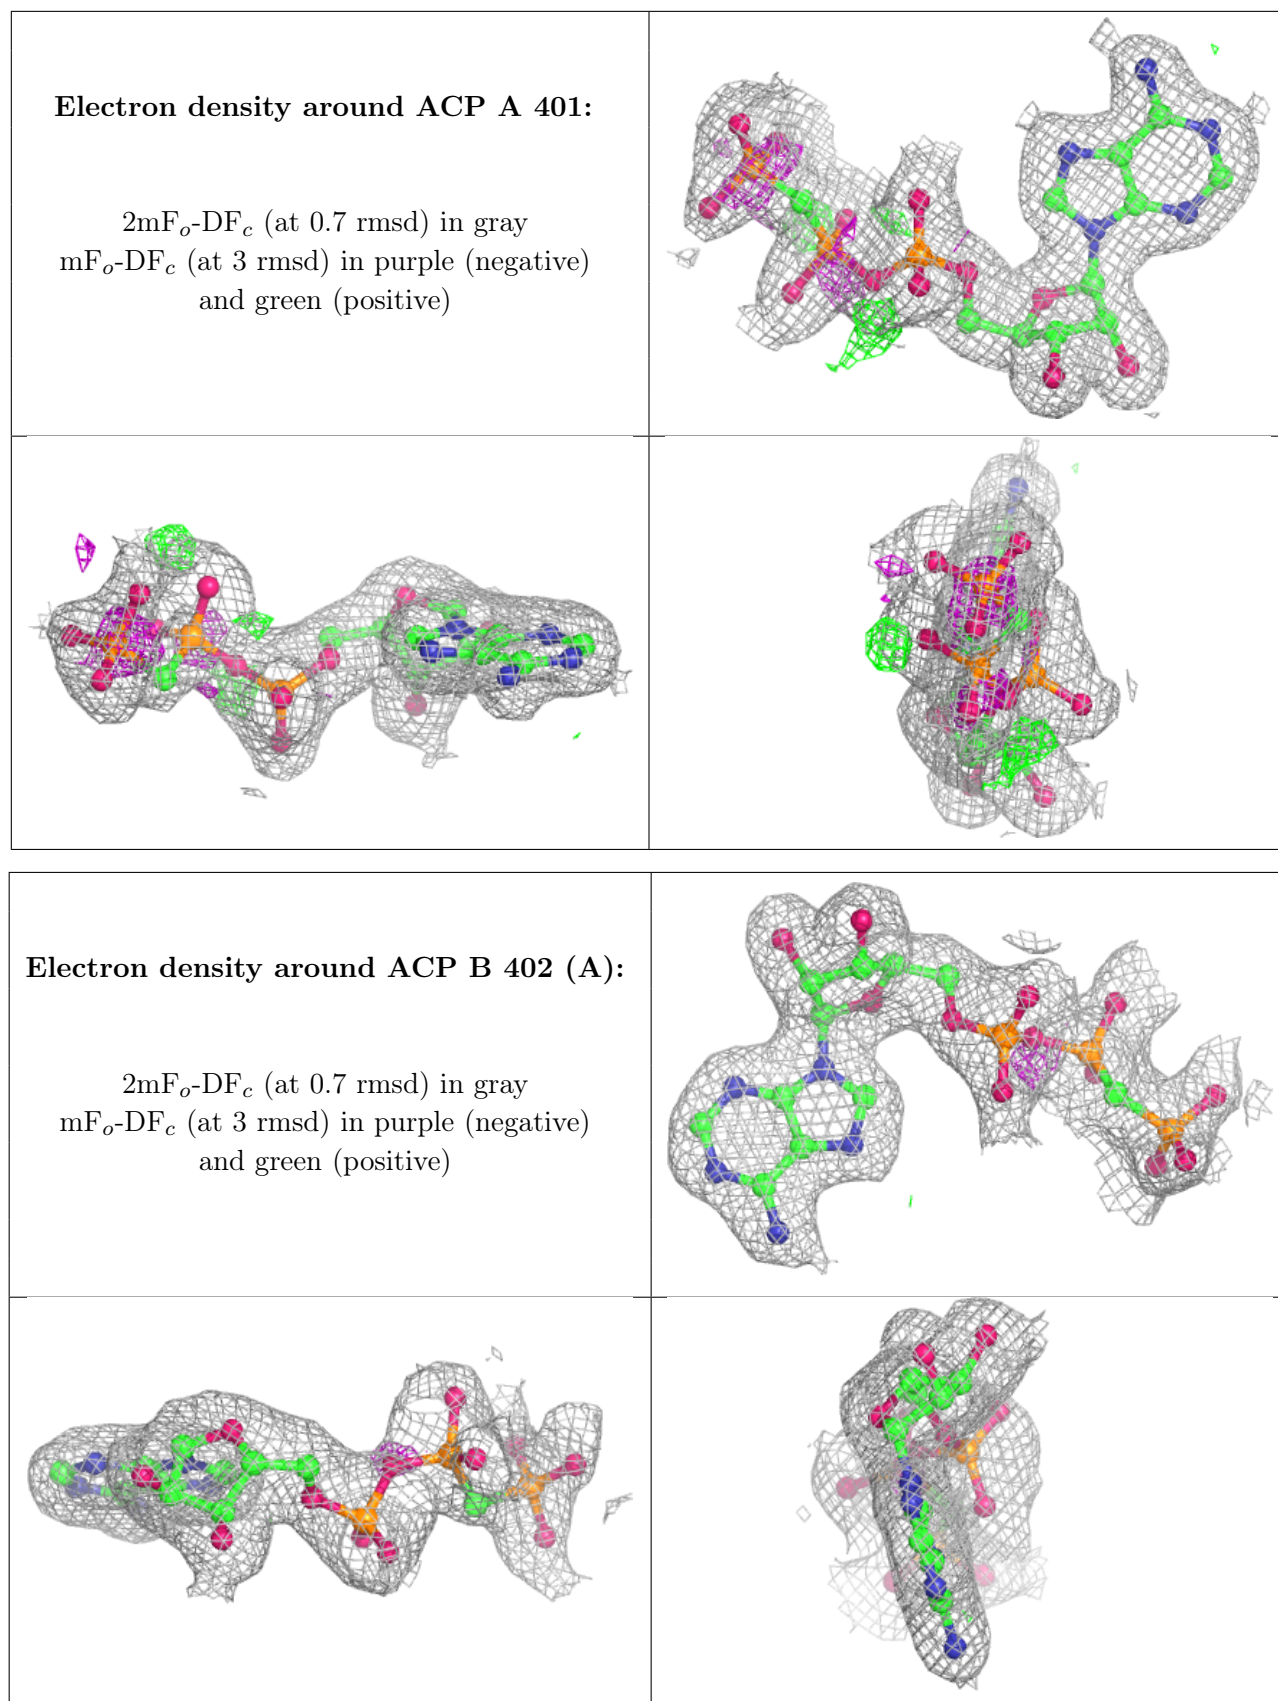 Electron density around ACP A 401:
2mFo-DFc (at 0.7 rmsd) in gray
mFo-DFc (at 3 rmsd) in purple (negative)
and green (positive)
Electron density around ACP B 402 (A):
2mFo-DFc (at 0.7 rmsd) in gray
mFo-DFc (at 3 rmsd) in purple (negative)
and green (positive)